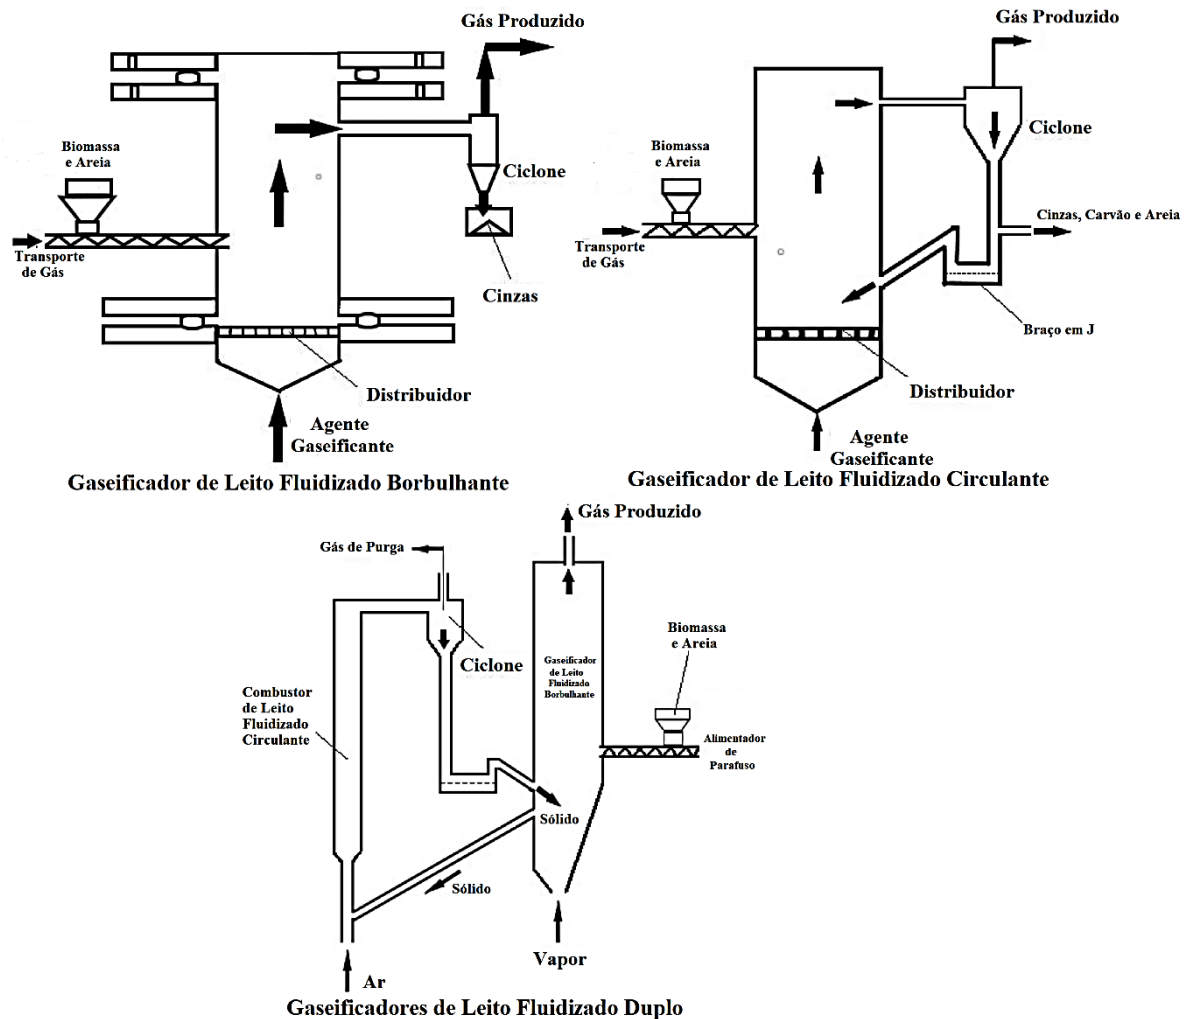 Gás Produzido
Biomassa
e Areia
Ciclone
Transporte
de Gás
Cinzas
Distribuidor
Agente
Gaseificante
Gaseificador de Leito Fluidizado Borbulhante
Gás Produzido
Ciclone
Biomassa
e Areia
Cinzas, Carvão e Areia
Transporte
de Gás
Braço em J
Distribuidor
Agente
Gaseificante
Gaseificador de Leito Fluidizado Circulante
Gás Produzido
Gás de Purga
Biomassa
e Areia
Ciclone
Gaseificador
de Leito
Fluidizado
Borbulhante
Combustor
de Leito
Fluidizado
Circulante
Alimentador
de
Parafuso
Sólido
Sólido
Vapor
Ar
Gaseificadores de Leito Fluidizado Duplo